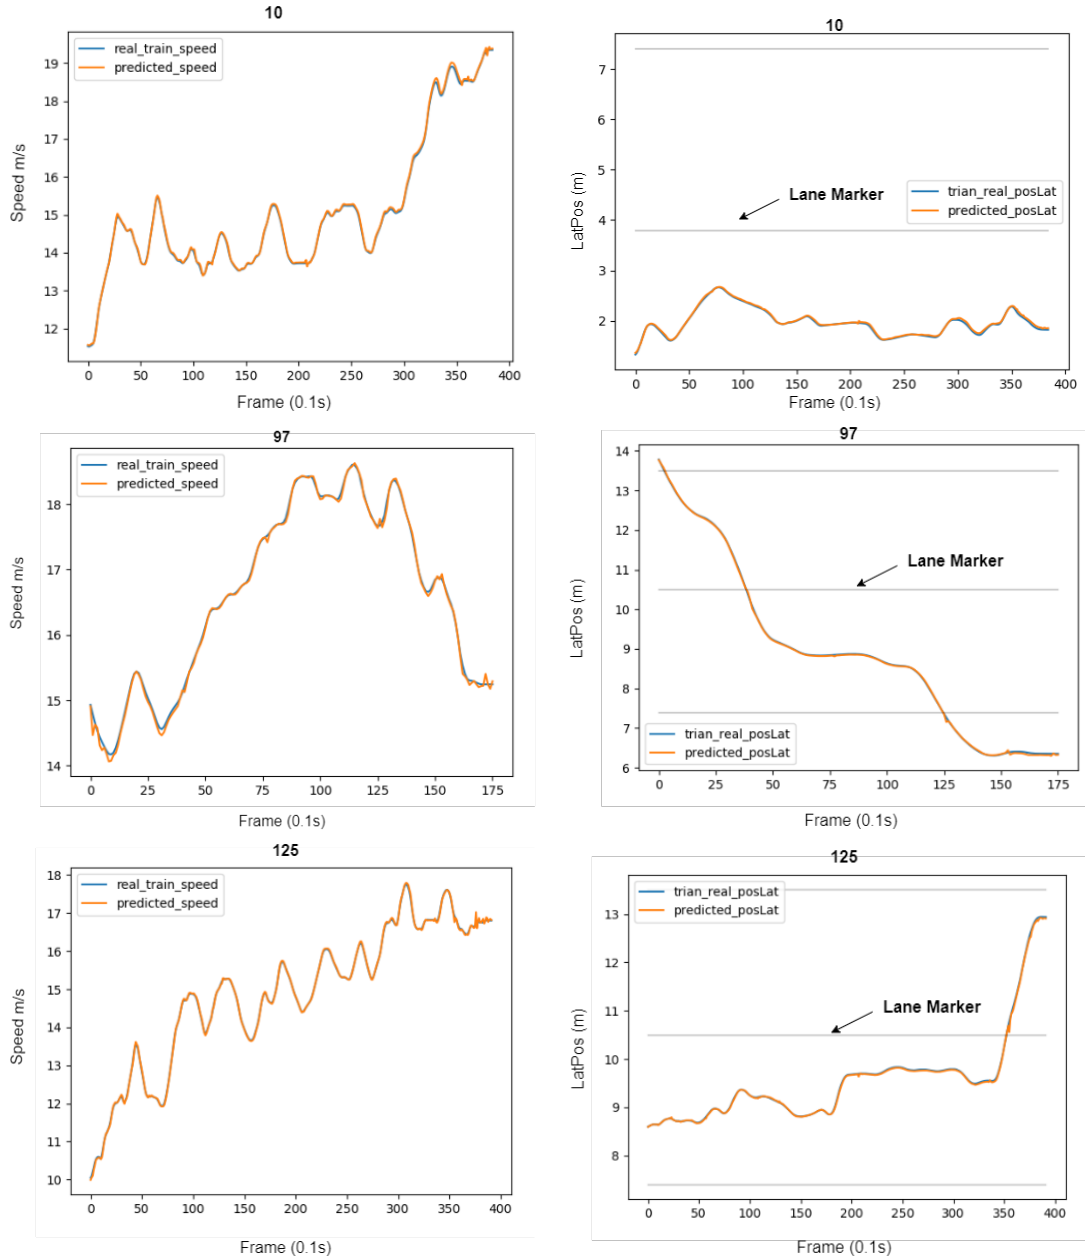 10
real_train_speed
predicted_speed
19
18
17
16
15
14
13
12
0 50 100 150 200 250 300 350 400
Speed m/s
Frame (0.1s)
10
7
6
5
4
3
2
Lane Marker
trian_real_posLat
predicted_posLat
0 50 100 150 200 250 300 350 400
LatPos (m)
Frame (0.1s)
97
real_train_speed
predicted_speed
18
17
16
15
14
0 25 50 75 100 125 150 175
Speed m/s
Frame (0.1s)
97
14
13
12
11
10
9
8
7
6
Lane Marker
trian_real_posLat
predicted_posLat
0 25 50 75 100 125 150 175
LatPos (m)
Frame (0.1s)
125
real_train_speed
predicted_speed
18
17
16
15
14
13
12
11
10
0 50 100 150 200 250 300 350 400
Speed m/s
Frame (0.1s)
125
trian_real_posLat
predicted_posLat
13
12
11
10
9
8
Lane Marker
0 50 100 150 200 250 300 350 400
LatPos (m)
Frame (0.1s)